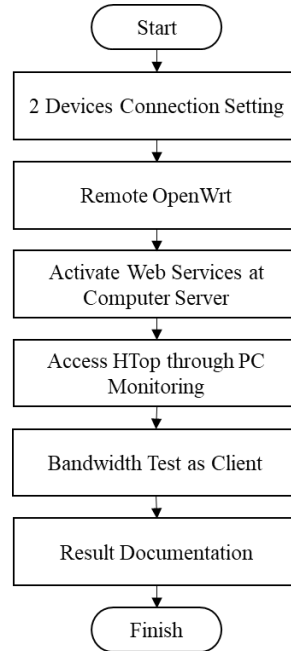 Start
2 Devices Connection Setting
Remote OpenWrt
Activate Web Services at
Computer Server
Access HTop through PC
Monitoring
Bandwidth Test as Client
Result Documentation
Finish